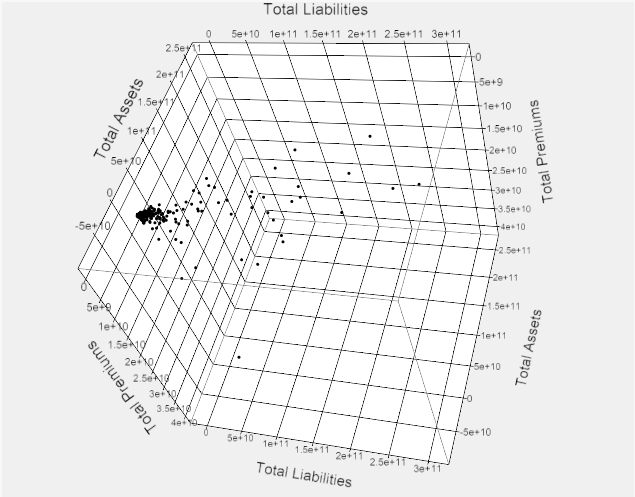 Total Liabilities
0 5e+10 1e+11 1.5e+11 2e+11 2.5e+11 3e+11
2.5e+11
2e+11
1.5e+11
1e+11
5e+10
0
-5e+10
Total Assets
0
5e+9
1e+10
1.5e+10
2e+10
2.5e+10
3e+10
3.5e+10
4e+10
Total Premiums
0
5e+9
1e+10
1.5e+10
2e+10
2.5e+10
3e+10
3.5e+10
4e+10
Total Premiums
2.5e+11
2e+11
1.5e+11
1e+11
5e+10
0
-5e+10
Total Assets
0 5e+10 1e+11 1.5e+11 2e+11 2.5e+11 3e+11
Total Liabilities